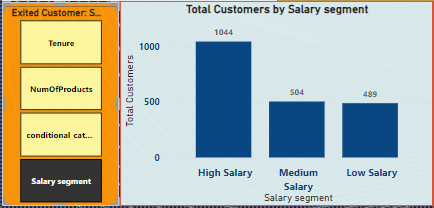 Exited Customer: S...
Tenure
NumOfProducts
conditional cat...
Salary segment
Total Customers by Salary segment
Total Customers
1000
500
0
1044
504
489
High Salary
Medium
Salary
Low Salary
Salary segment